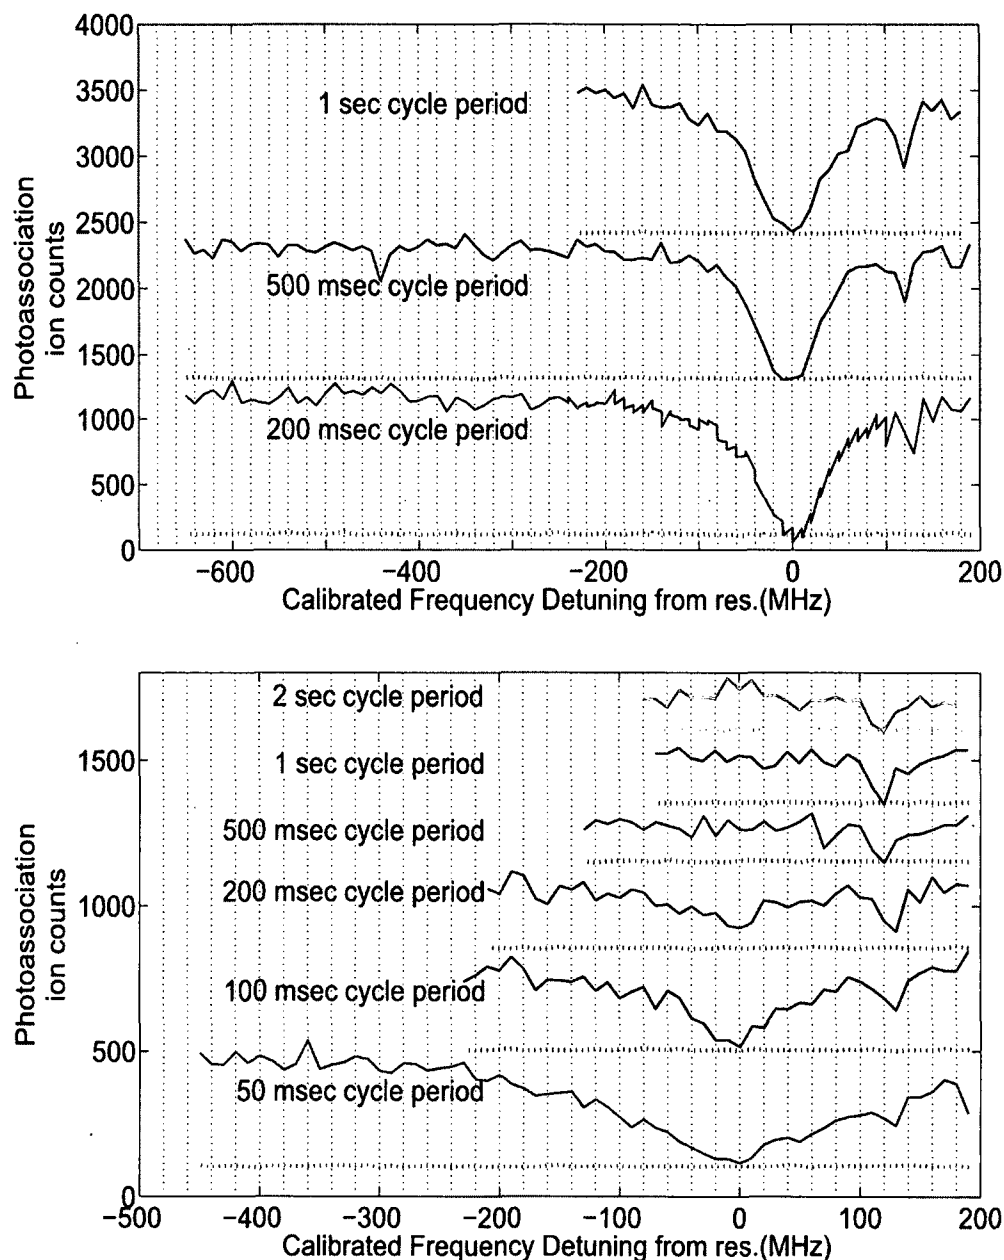 4000
3500
1 sec cycle period
3000
2500
500 msec cycle period
2000
1500
200 msec cycle period
1000
500
0
Photoassociation
ion counts
−600
−400
−200
0
200
Calibrated Frequency Detuning from res.(MHz)
2 sec cycle period
1500
1 sec cycle period
500 msec cycle period
1000
200 msec cycle period
100 msec cycle period
500
50 msec cycle period
0
Photoassociation
ion counts
−500
−400
−300
−200
−100
0
100
200
Calibrated Frequency Detuning from res.(MHz)